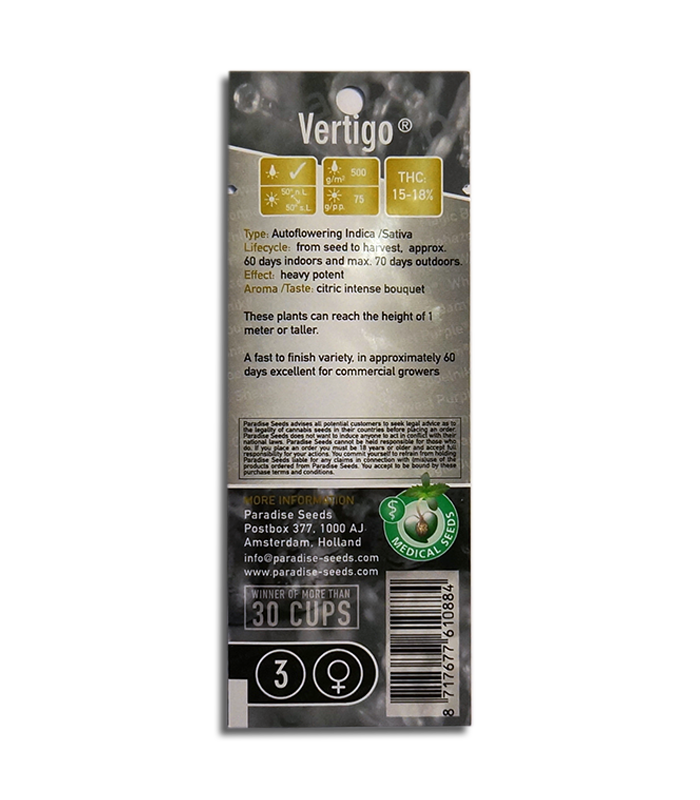 Vertigo ®
g/m² 500
THC:
15-18%
50° n.L.
50° s.L.
g/p.p. 75
Type: Autoflowering Indica /Sativa
Lifecycle: from seed to harvest, approx.
60 days indoors and max. 70 days outdoors.
Effect: heavy potent
Aroma /Taste: citric intense bouquet
These plants can reach the height of 1
meter or taller.
A fast to finish variety, in approximately 60
days excellent for commercial growers
Paradise Seeds advises all potential customers to seek legal advice as to
the legality of cannabis seeds in their countries before placing an order.
Paradise Seeds does not want to induce anyone to act in conflict with their
national laws. Paradise Seeds cannot be held responsible for those who
do. If you place an order you must be 18 years or older and accept full
responsibility for your actions. You commit yourself to refrain from holding
Paradise Seeds liable for any claims in connection with (mis)use of the
products ordered from Paradise Seeds. You accept to be bound by these
purchase terms and conditions.
MORE INFORMATION
Paradise Seeds
Postbox 377, 1000 AJ
Amsterdam, Holland
info@paradise-seeds.com
www.paradise-seeds.com
MEDICAL SEEDS
WINNER OF MORE THAN
30 CUPS
3
8 717677 610884